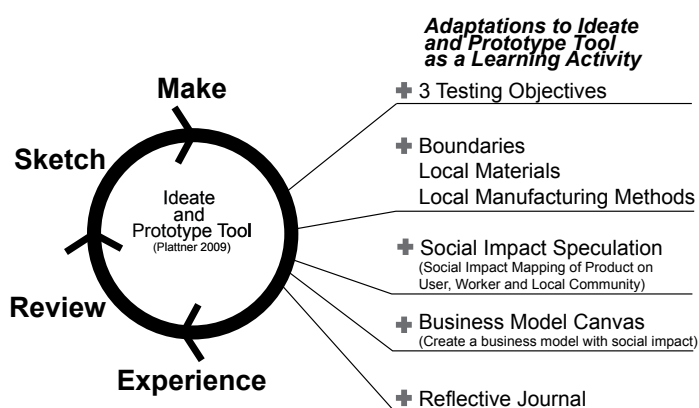 Adaptations to Ideate
and Prototype Tool
as a Learning Activity
Make
Sketch
Review
Experience
Ideate
and
Prototype Tool
(Plattner 2009)
3 Testing Objectives
Boundaries
Local Materials
Local Manufacturing Methods
Social Impact Speculation
(Social Impact Mapping of Product on
User, Worker and Local Community)
Business Model Canvas
(Create a business model with social impact)
Reflective Journal